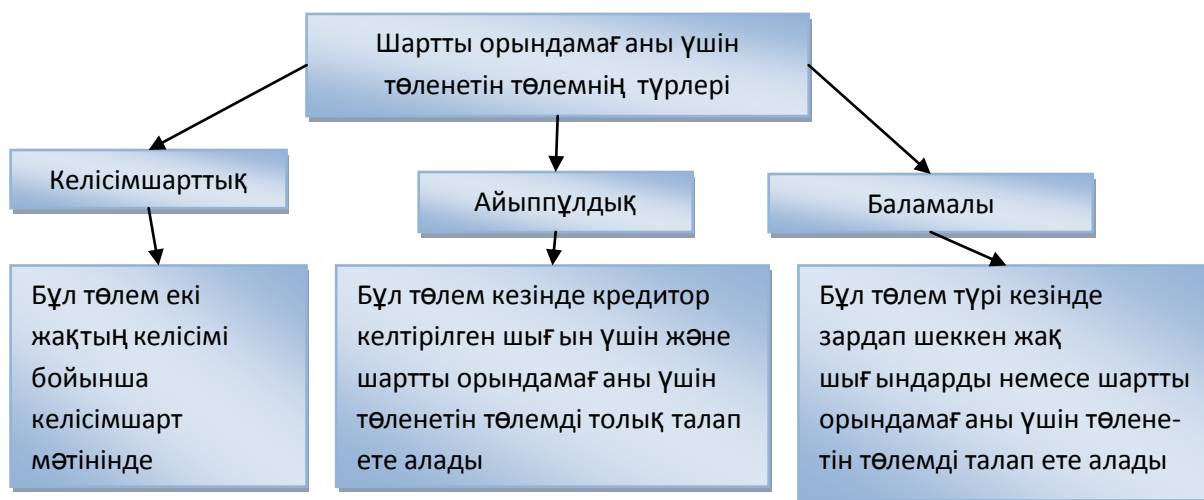 Шартты орындамағаны үшін
төленетін төлемнің түрлері
Келісімшарттық
Айыппұлдық
Баламалы
Бұл төлем екі
жақтың келісімі
бойынша
келісімшарт
мәтінінде
Бұл төлем кезінде кредитор
келтірілген шығын үшін және
шартты орындамағаны үшін
төленетін төлемді толық талап
ете алады
Бұл төлем түрі кезінде
зардап шеккен жақ
шығындарды немесе шартты
орындамағаны үшін төлене-
тін төлемді талап ете алады